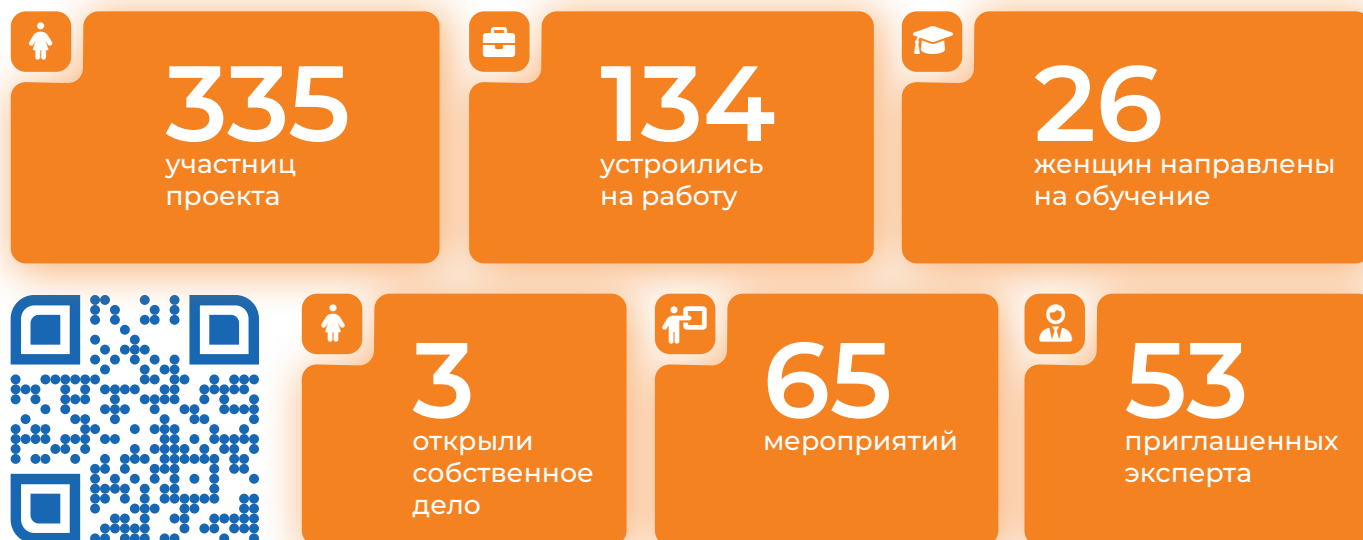 335
участниц
проекта
134
устроились
на работу
26
женщин направлены
на обучение
3
открыли
собственное
дело
65
мероприятий
53
приглашенных
эксперта